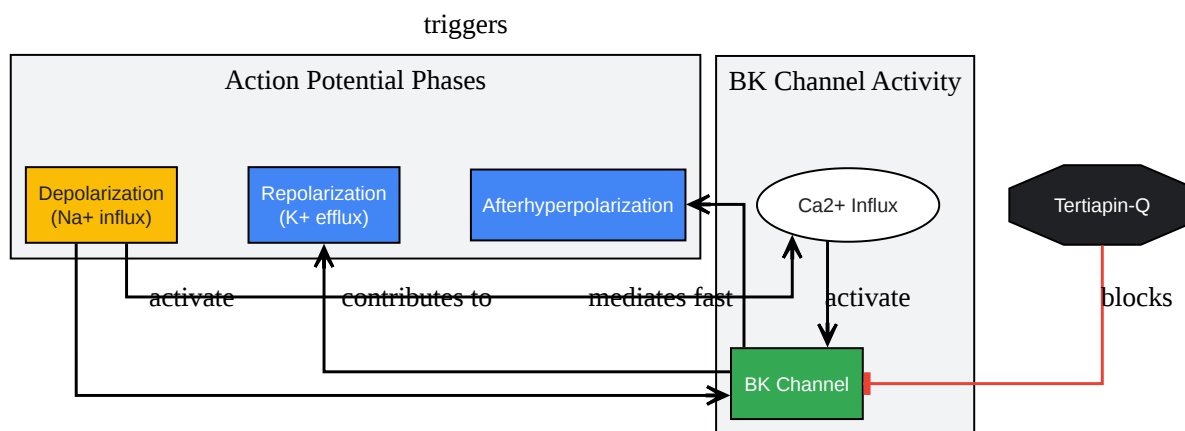 triggers
Action Potential Phases
BK Channel Activity
Depolarization
(Na+ influx)
Repolarization
(K+ efflux)
Afterhyperpolarization
Ca2+ Influx
Tertiapin-Q
activate
contributes to
mediates fast
activate
blocks
BK Channel